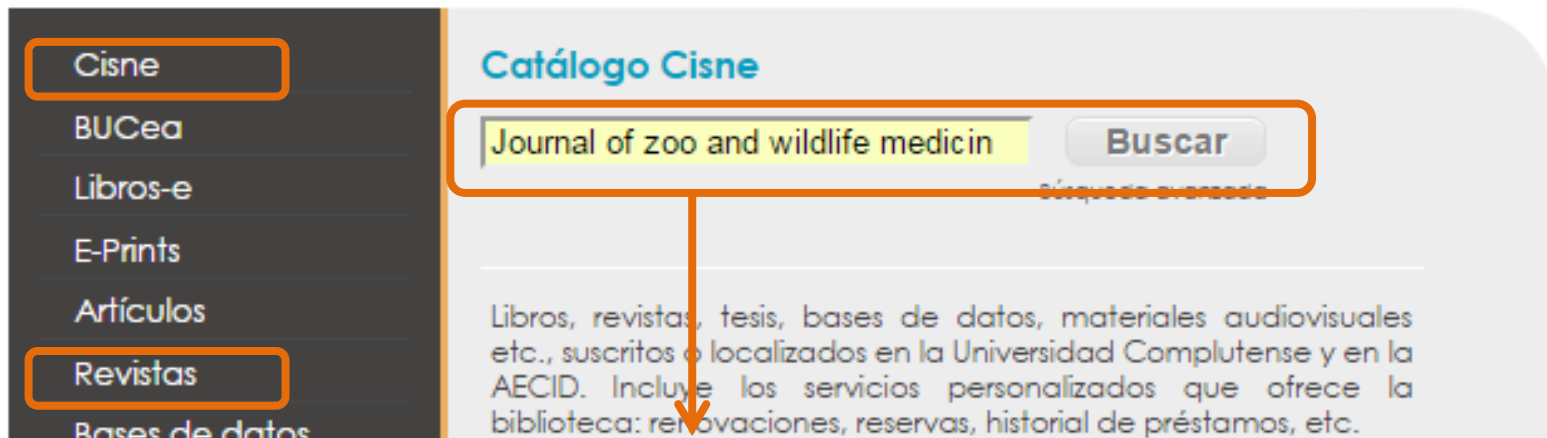 Cisne
BUCea
Libros-e
E-Prints
Artículos
Revistas
Bases de datos
Catálogo Cisne
Journal of zoo and wildlife medicin
Buscar
Búsqueda avanzada
Libros, revistas, tesis, bases de datos, materiales audiovisuales
etc., suscritos o localizados en la Universidad Complutense y en la
AECID. Incluye los servicios personalizados que ofrece la
biblioteca: renovaciones, reservas, historial de préstamos, etc.